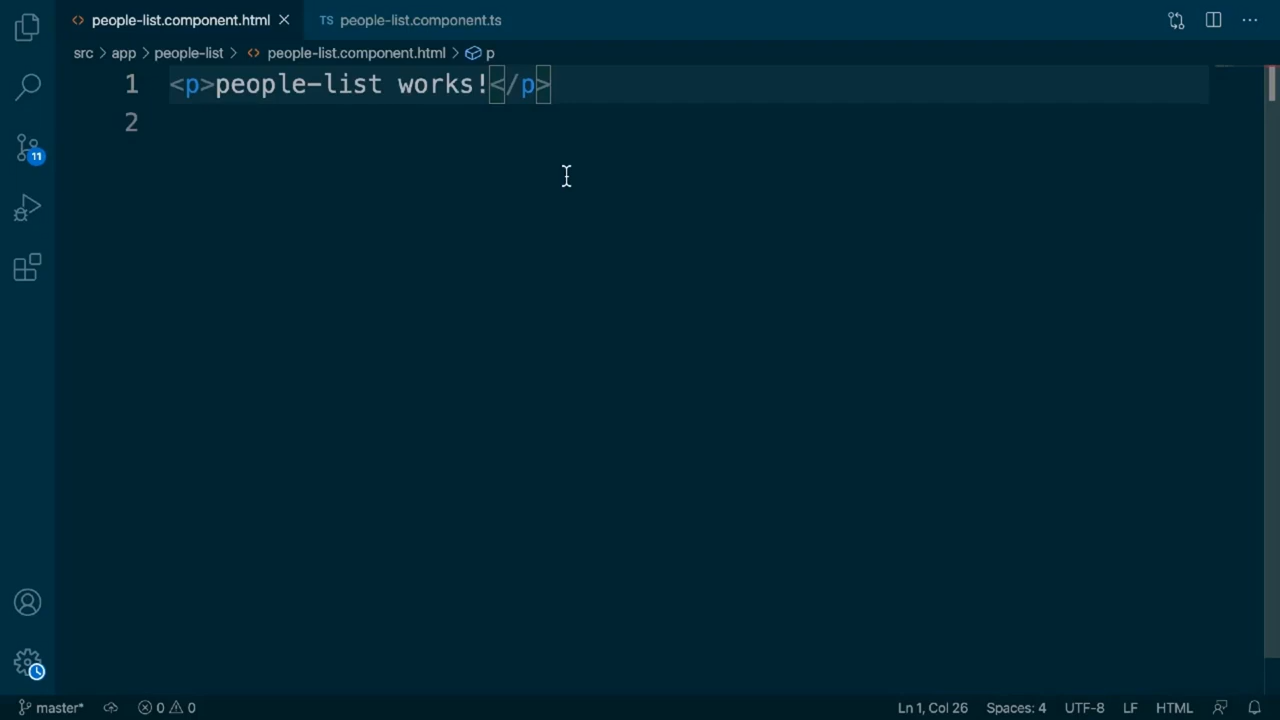 people-list.component.html
TS people-list.component.ts
src > app > people-list > people-list.component.html > p
1 <p>people-list works!</p>
2
11
master* 0 0 Ln 1, Col 26 Spaces: 4 UTF-8 LF HTML